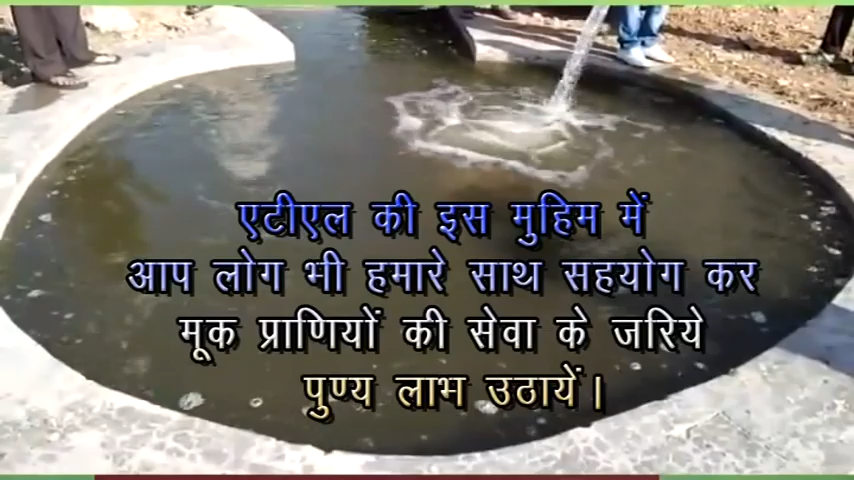 एटीएल की इस मुहिम में
आप लोग भी हमारे साथ सहयोग कर
मूक प्राणियों की सेवा के जरिये
पुण्य लाभ उठायें।